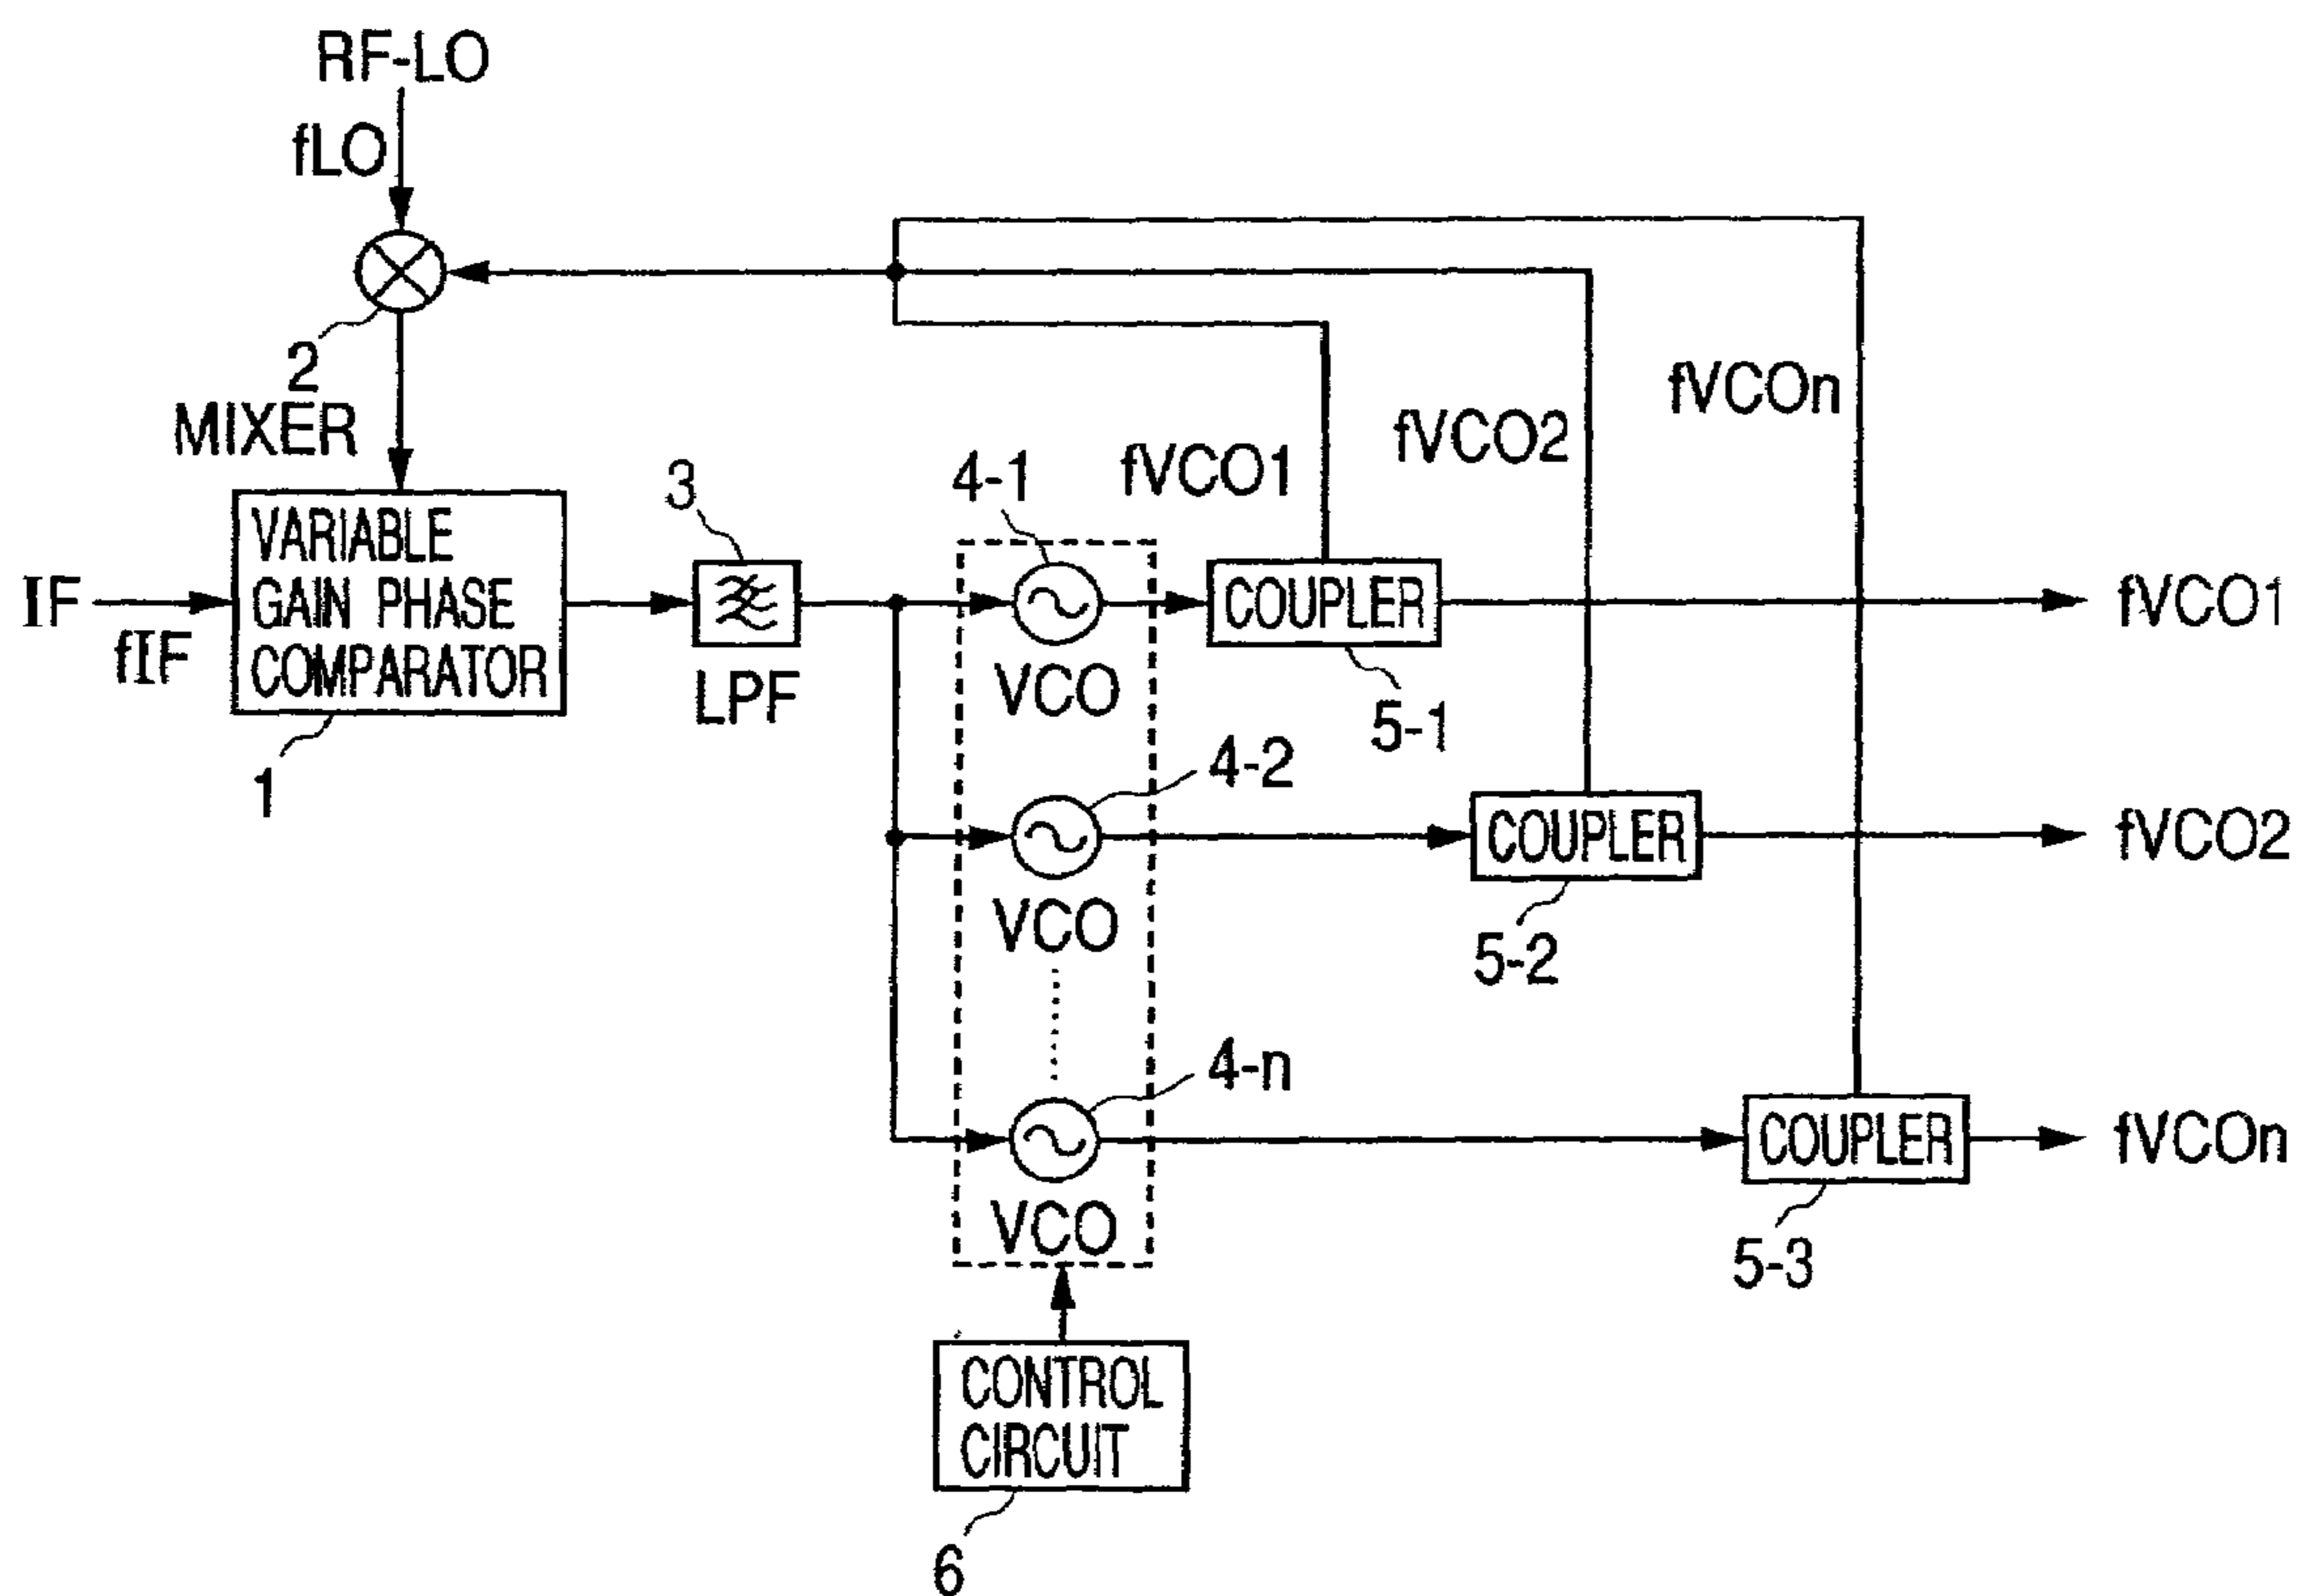 RF-LO
fLO
2
MIXER
fVCOn
fVCO2
fVCO1
4-1
3
VARIABLE
GAIN PHASE
COMPARATOR
IF
fIF
1
LPF
VCO
COUPLER
5-1
fVCO1
4-2
VCO
COUPLER
5-2
fVCO2
4-n
VCO
COUPLER
5-3
fVCOn
CONTROL
CIRCUIT
6